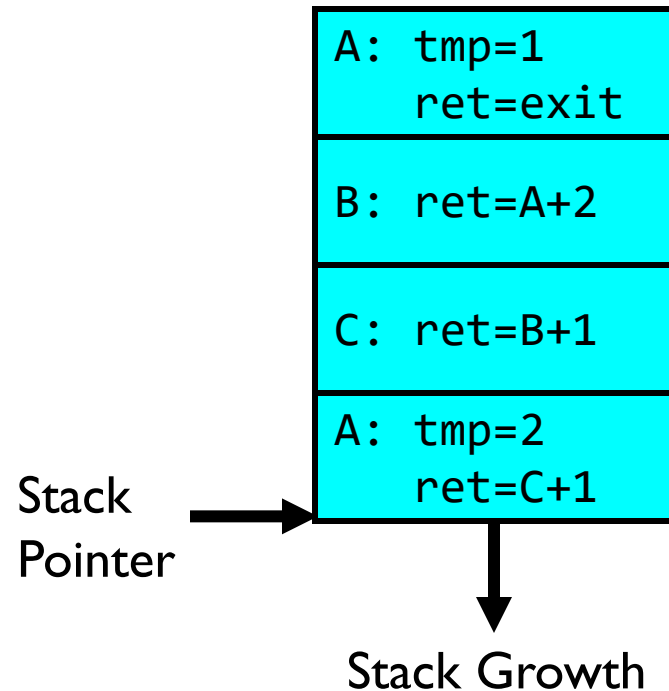 A: tmp=1
ret=exit
B: ret=A+2
C: ret=B+1
A: tmp=2
ret=C+1
Stack
Pointer
Stack Growth